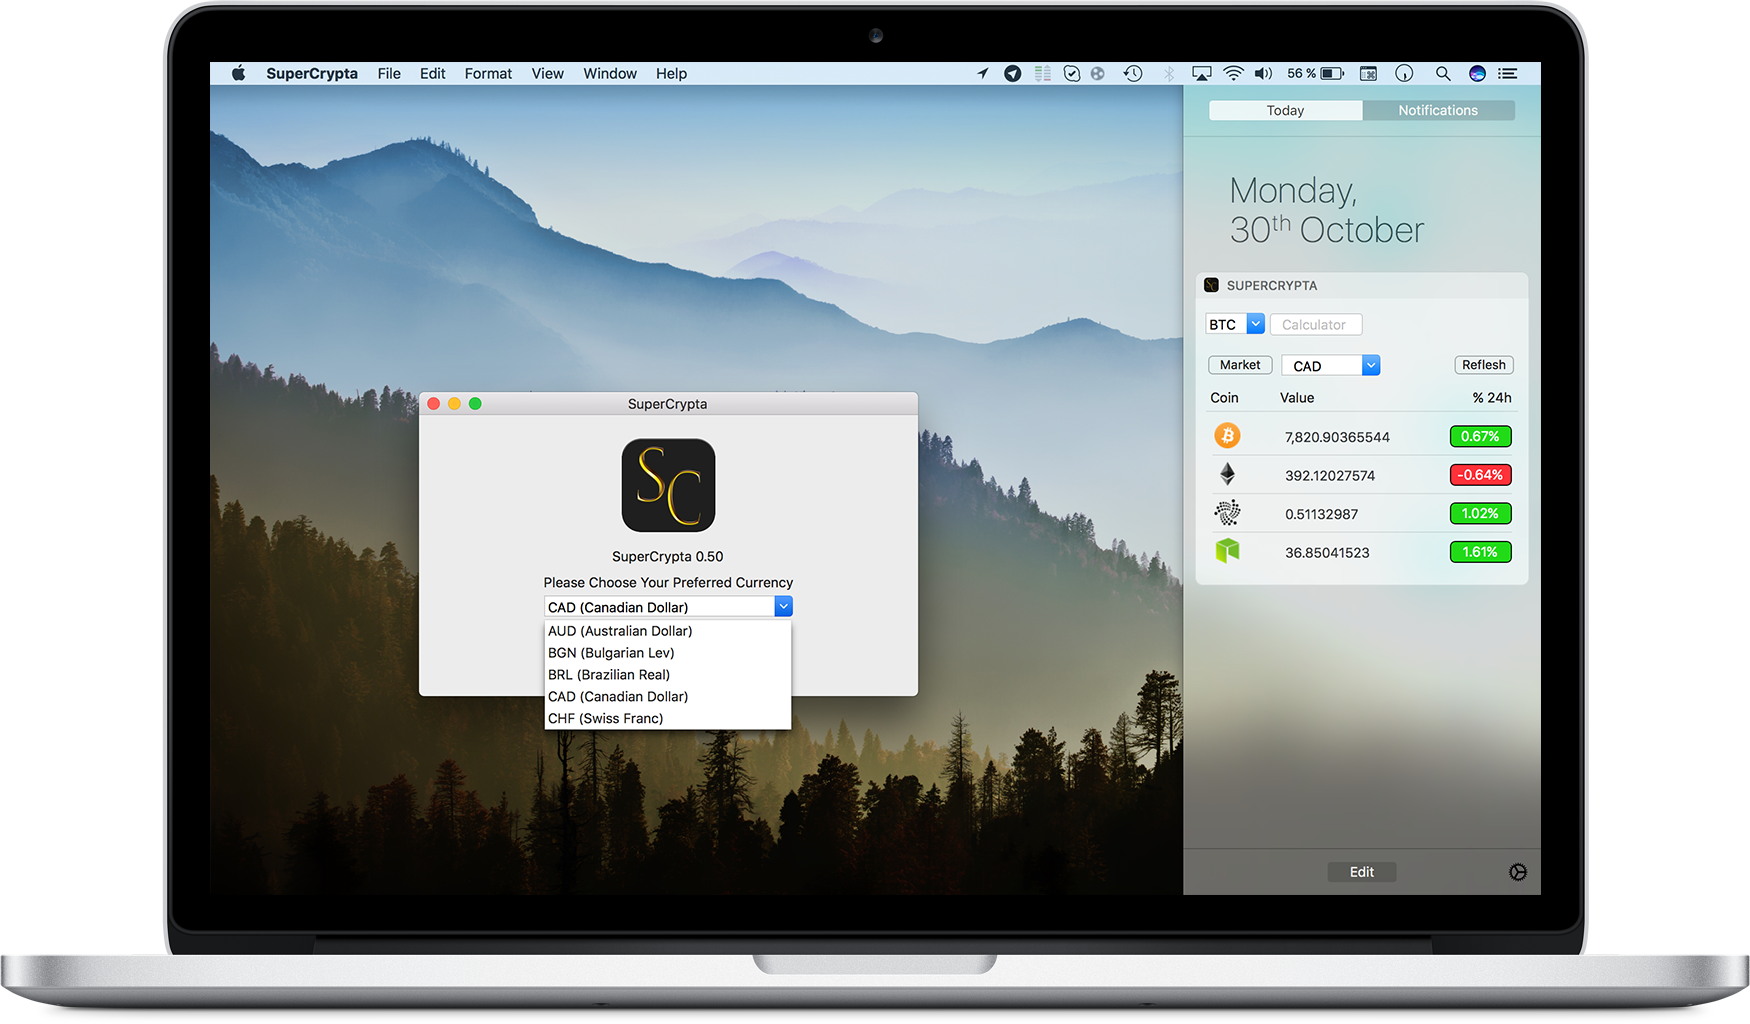 SuperCrypta File Edit Format View Window Help 56 %
Today Notifications
Monday,
30th October
SC SUPERCRYPTA
BTC Calculator
Market CAD Reflesh
Coin Value % 24h
7,820.90365544 0.67%
392.12027574 -0.64%
0.51132987 1.02%
36.85041523 1.61%
Edit
SuperCrypta
SC
SuperCrypta 0.50
Please Choose Your Preferred Currency
CAD (Canadian Dollar)
AUD (Australian Dollar)
BGN (Bulgarian Lev)
BRL (Brazilian Real)
CAD (Canadian Dollar)
CHF (Swiss Franc)